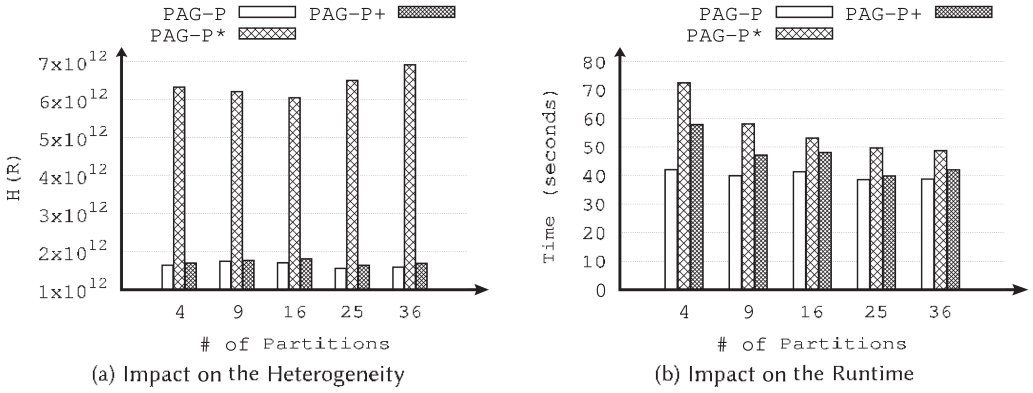 PAG-P PAG-P+
PAG-P*
7x10^12
6x10^12
5x10^12
4x10^12
3x10^12
2x10^12
1x10^12
H(R)
4 9 16 25 36
# of Partitions
(a) Impact on the Heterogeneity
PAG-P PAG-P+
PAG-P*
80
70
60
50
40
30
20
10
0
Time (seconds)
4 9 16 25 36
# of Partitions
(b) Impact on the Runtime